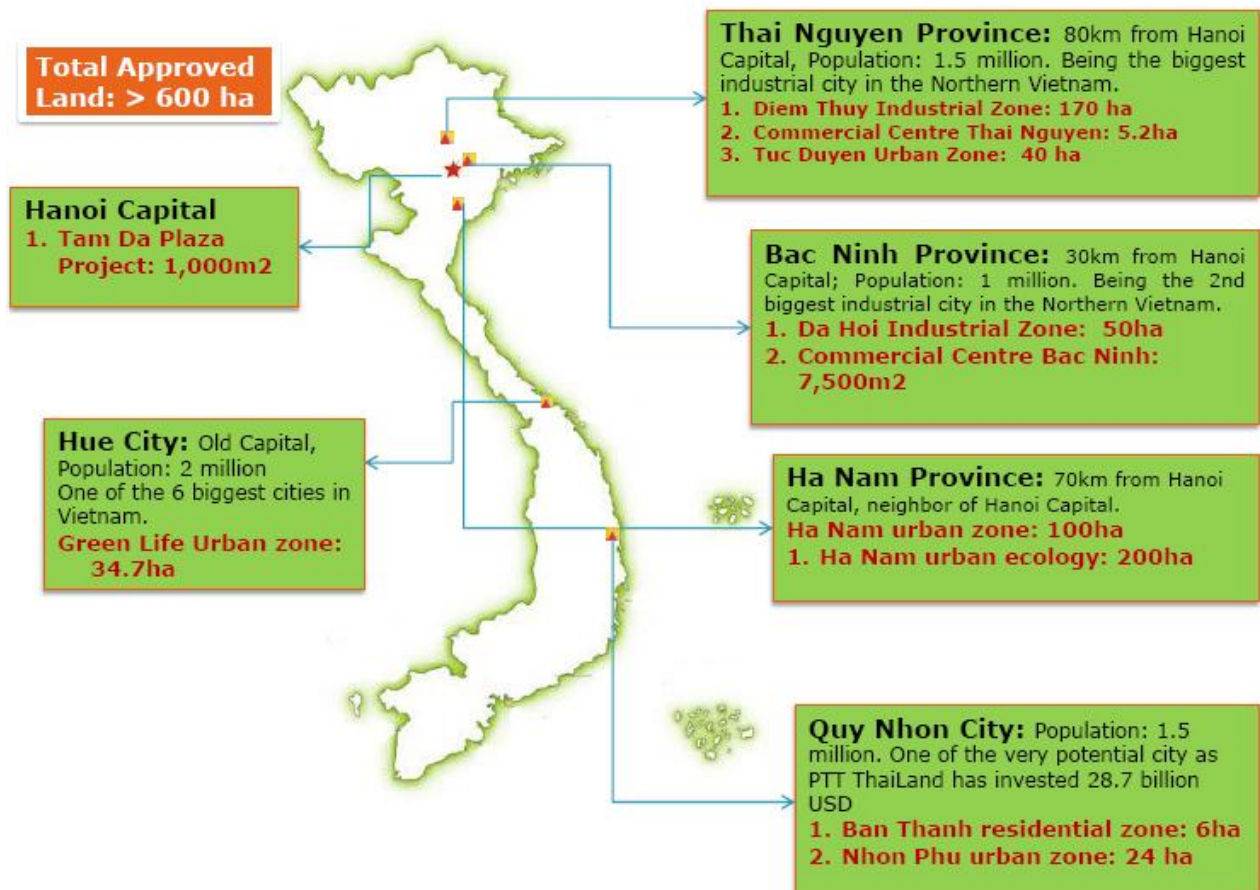 Total Approved
Land: > 600 ha
Thai Nguyen Province: 80km from Hanoi
Capital, Population: 1.5 million. Being the biggest
industrial city in the Northern Vietnam.
1. Diem Thuy Industrial Zone: 170 ha
2. Commercial Centre Thai Nguyen: 5.2ha
3. Tuc Duyen Urban Zone: 40 ha
Hanoi Capital
1. Tam Da Plaza
Project: 1,000m2
Bac Ninh Province: 30km from Hanoi
Capital; Population: 1 million. Being the 2nd
biggest industrial city in the Northern Vietnam.
1. Da Hoi Industrial Zone: 50ha
2. Commercial Centre Bac Ninh:
7,500m2
Hue City: Old Capital,
Population: 2 million
One of the 6 biggest cities in
Vietnam.
Green Life Urban zone:
34.7ha
Ha Nam Province: 70km from Hanoi
Capital, neighbor of Hanoi Capital.
Ha Nam urban zone: 100ha
1. Ha Nam urban ecology: 200ha
Quy Nhon City: Population: 1.5
million. One of the very potential city as
PTT ThaiLand has invested 28.7 billion
USD
1. Ban Thanh residential zone: 6ha
2. Nhon Phu urban zone: 24 ha